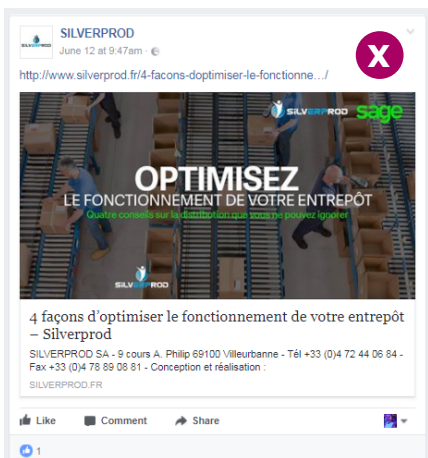 SILVERPROD
SILVERPROD
June 12 at 9:47am
X
http://www.silverprod.fr/4-facons-doptimiser-le-fonctionne…/
SILVERPROD sage
OPTIMISEZ
LE FONCTIONNEMENT DE VOTRE ENTREPÔT
Quatre conseils sur la distribution que vous ne pouvez ignorer
SILVERPROD
4 façons d’optimiser le fonctionnement de votre entrepôt
– Silverprod
SILVERPROD SA - 9 cours A. Philip 69100 Villeurbanne - Tél +33 (0)4 72 44 06 84 -
Fax +33 (0)4 78 89 08 81 - Conception et réalisation :
SILVERPROD.FR
Like Comment Share
1